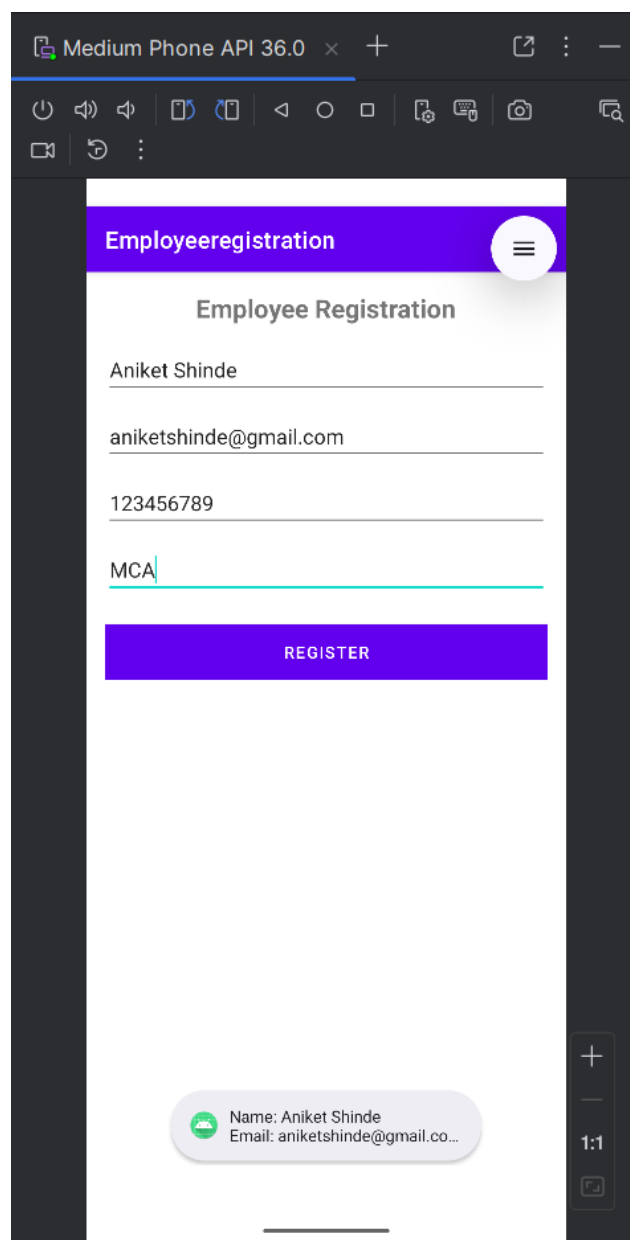 Medium Phone API 36.0
Employeeregistration
Employee Registration
Aniket Shinde
aniketshinde@gmail.com
123456789
MCA
REGISTER
Name: Aniket Shinde
Email: aniketshinde@gmail.co...
1:1